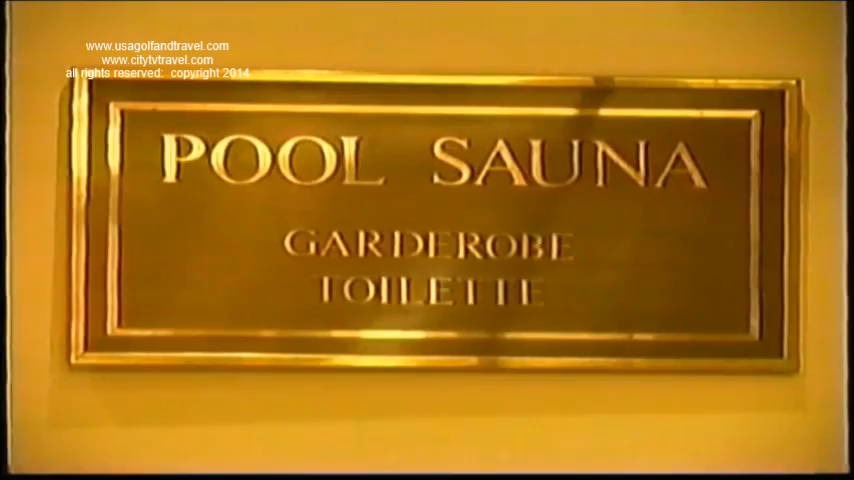 www.usagolfandtravel.com
www.citytvtravel.com
all rights reserved: copyright 2014
POOL SAUNA
GARDEROBE
TOILETTE